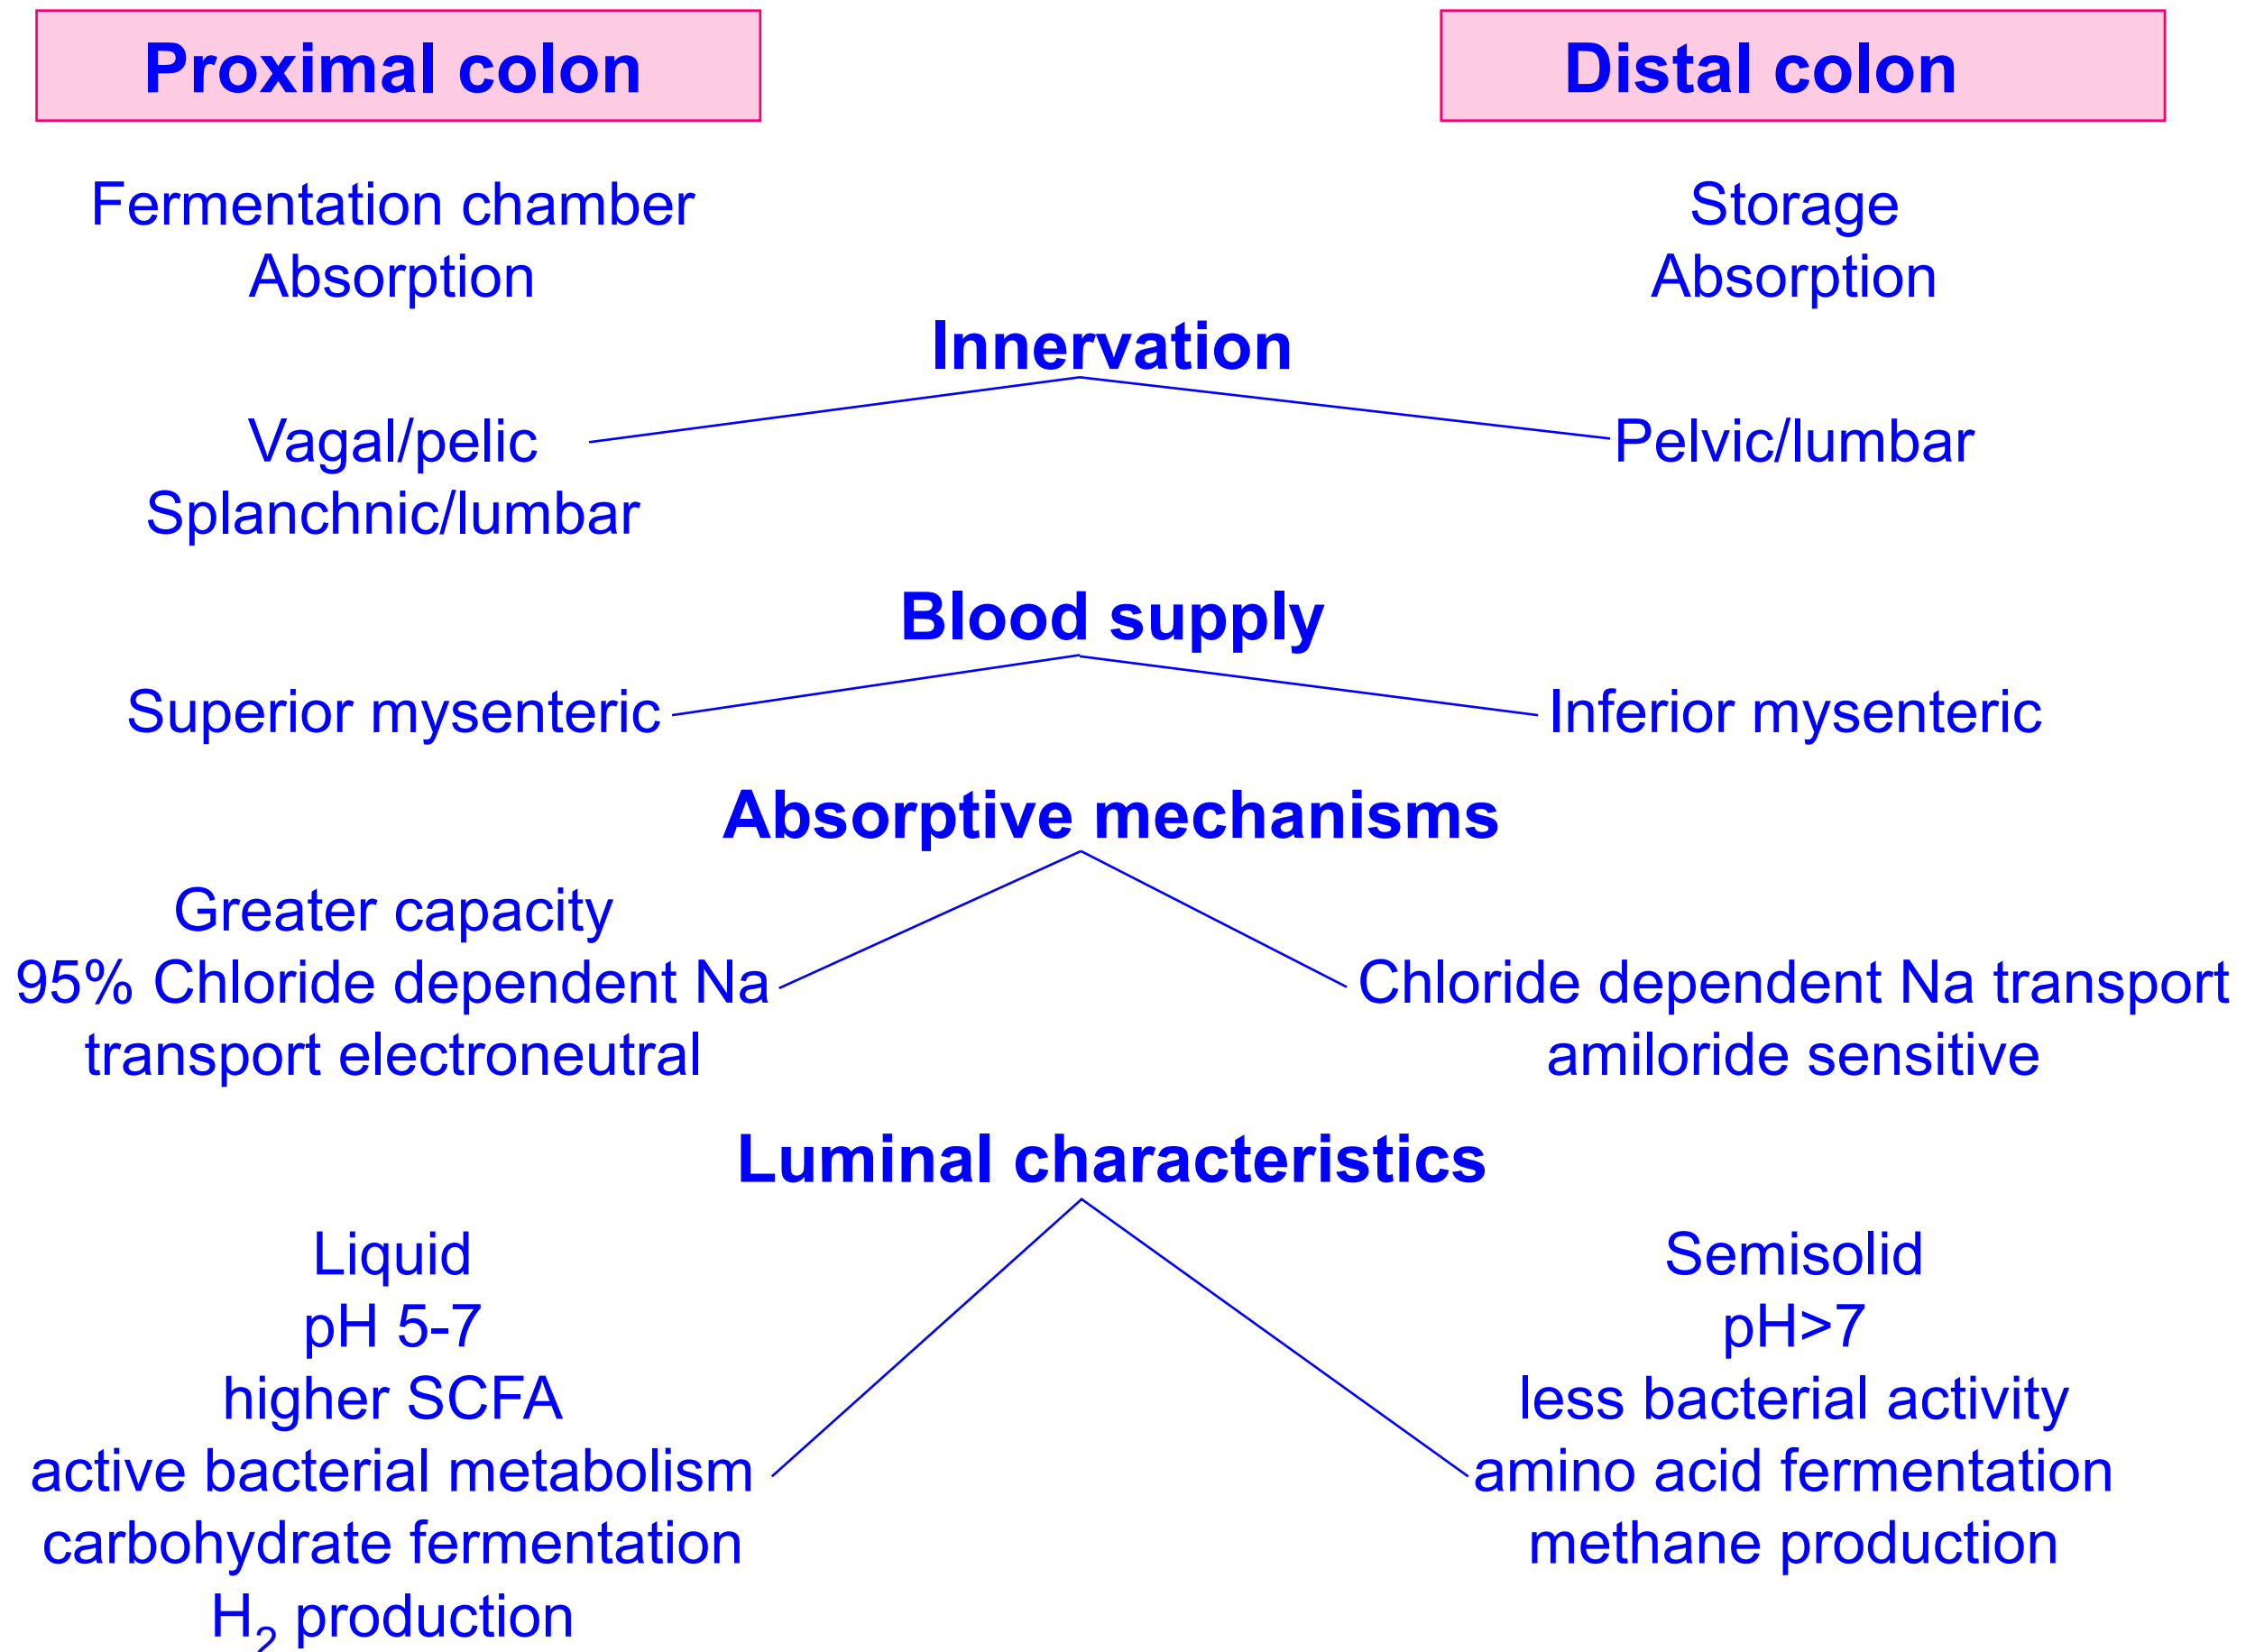 Proximal colon
Distal colon
Fermentation chamber
Absorption
Storage
Absorption
Innervation
Vagal/pelic
Splanchnic/lumbar
Pelvic/lumbar
Blood supply
Superior mysenteric
Inferior mysenteric
Absorptive mechanisms
Greater capacity
95% Chloride dependent Na
transport electroneutral
Chloride dependent Na transport
amiloride sensitive
Luminal characteristics
Liquid
pH 5-7
higher SCFA
active bacterial metabolism
carbohydrate fermentation
H₂ production
Semisolid
pH>7
less bacterial activity
amino acid fermentation
methane production